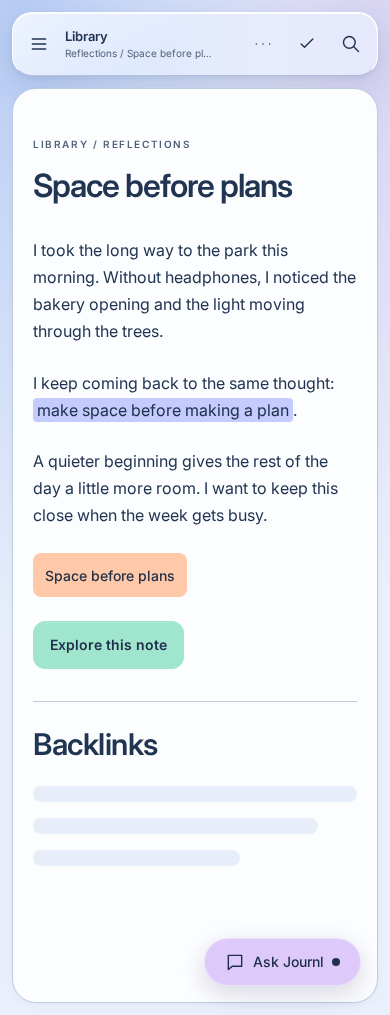 Library
Reflections / Space before pl...
LIBRARY / REFLECTIONS
Space before plans
I took the long way to the park this
morning. Without headphones, I noticed the
bakery opening and the light moving
through the trees.
I keep coming back to the same thought:
make space before making a plan.
A quieter beginning gives the rest of the
day a little more room. I want to keep this
close when the week gets busy.
Space before plans
Explore this note
Backlinks
Ask Journl